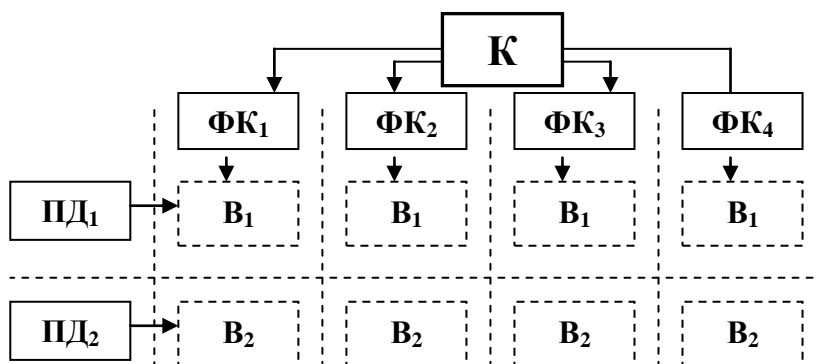 К
ФК₁ ФК₂ ФК₃ ФК₄
ПД₁ В₁ В₁ В₁ В₁
ПД₂ В₂ В₂ В₂ В₂